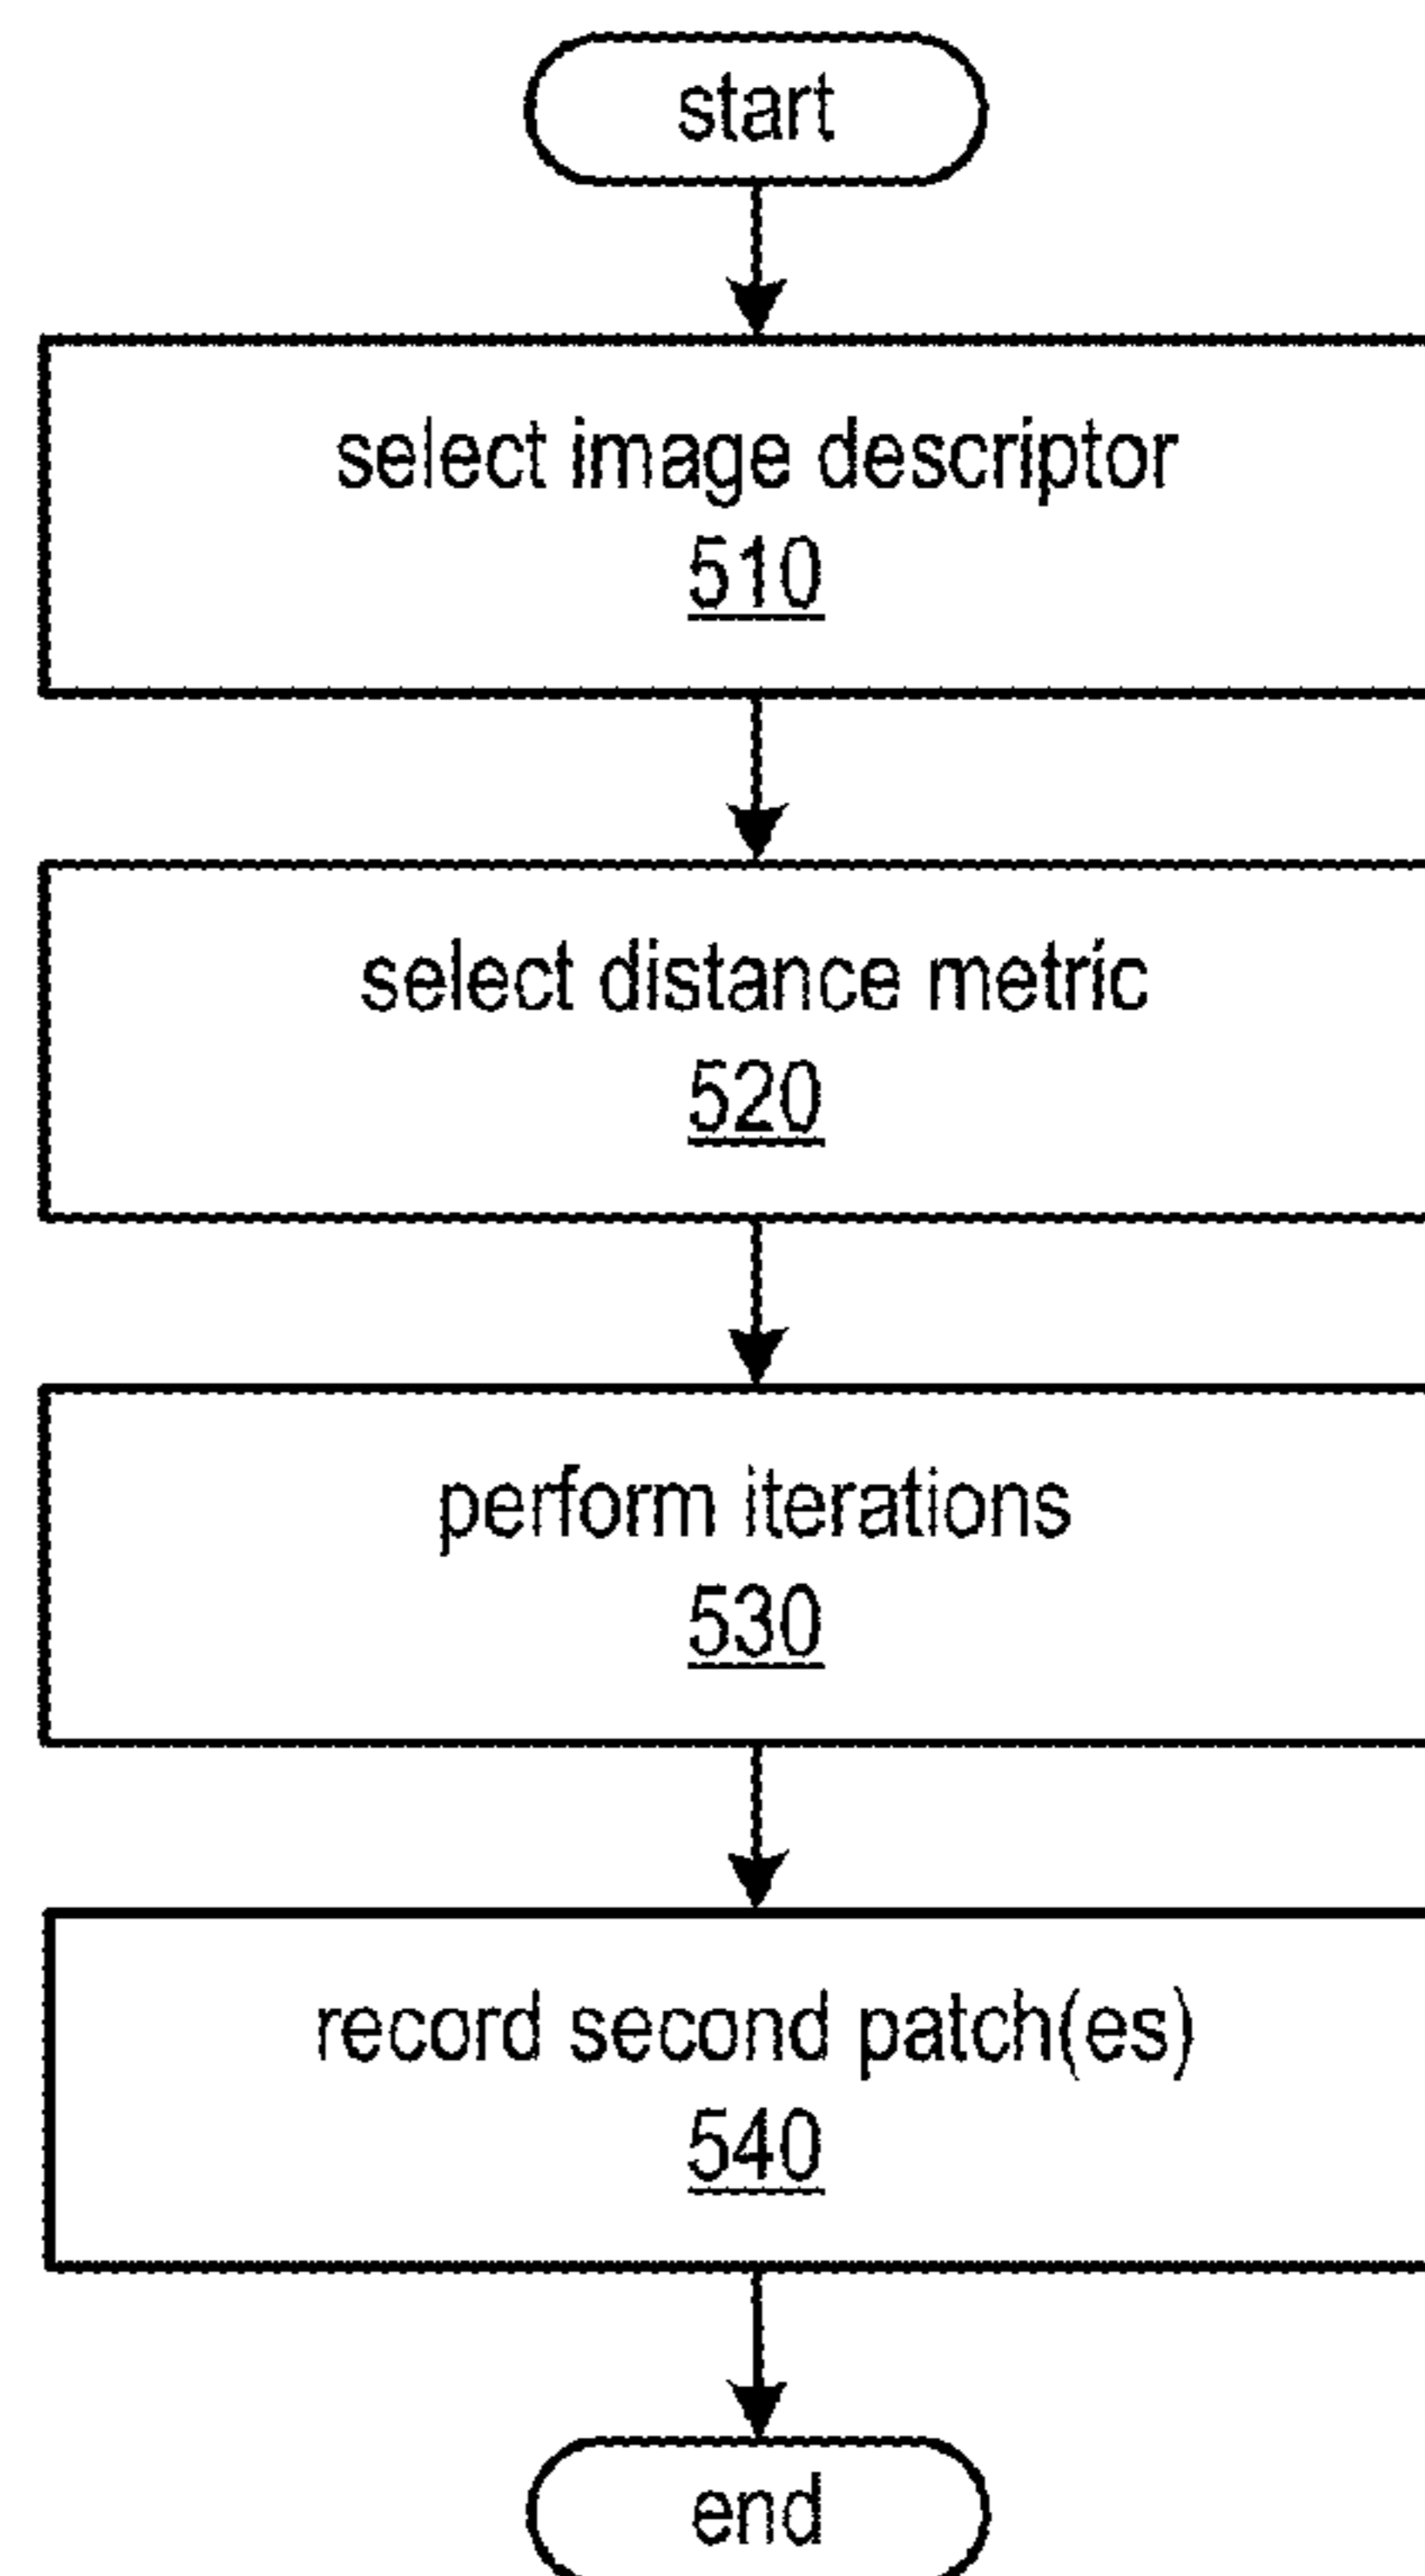 start
select image descriptor
510
select distance metric
520
perform iterations
530
record second patch(es)
540
end